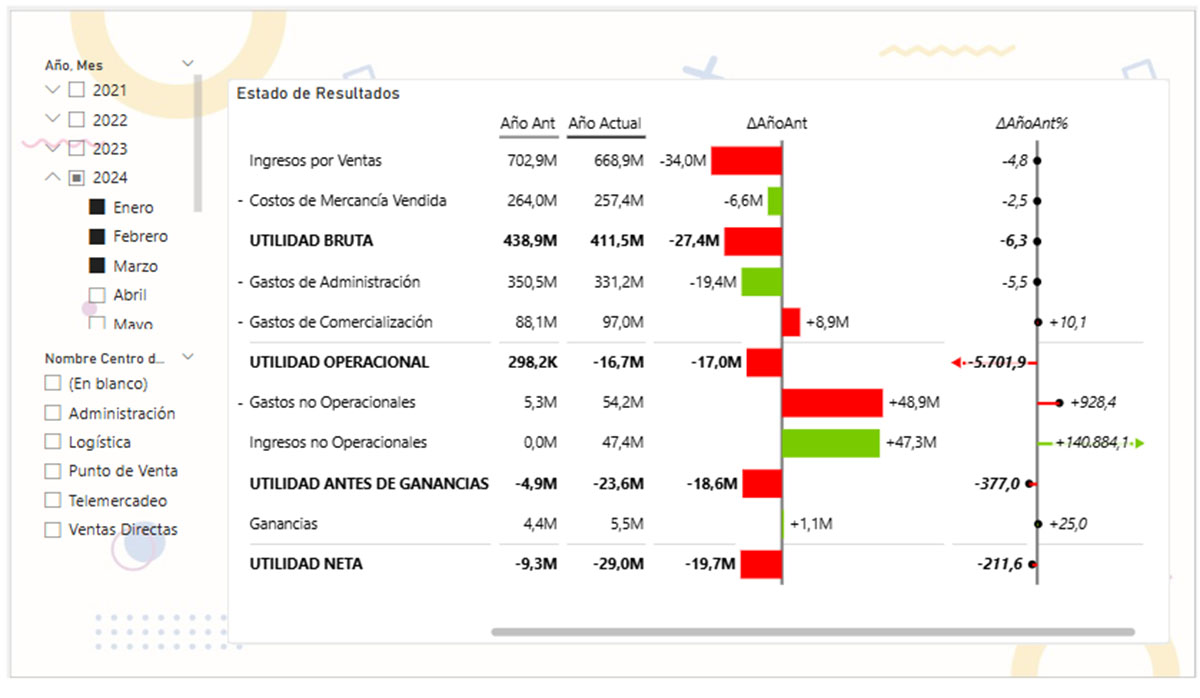 Año, Mes
2021
2022
2023
2024
Enero
Febrero
Marzo
Abril
Mayo
Nombre Centro d...
(En blanco)
Administración
Logística
Punto de Venta
Telemercadeo
Ventas Directas
Estado de Resultados
Año Ant Año Actual ΔAñoAnt ΔAñoAnt%
Ingresos por Ventas 702,9M 668,9M -34,0M -4,8
- Costos de Mercancía Vendida 264,0M 257,4M -6,6M -2,5
UTILIDAD BRUTA 438,9M 411,5M -27,4M -6,3
- Gastos de Administración 350,5M 331,2M -19,4M -5,5
- Gastos de Comercialización 88,1M 97,0M +8,9M +10,1
UTILIDAD OPERACIONAL 298,2K -16,7M -17,0M -5.701,9
- Gastos no Operacionales 5,3M 54,2M +48,9M +928,4
Ingresos no Operacionales 0,0M 47,4M +47,3M +140.884,1
UTILIDAD ANTES DE GANANCIAS -4,9M -23,6M -18,6M -377,0
Ganancias 4,4M 5,5M +1,1M +25,0
UTILIDAD NETA -9,3M -29,0M -19,7M -211,6